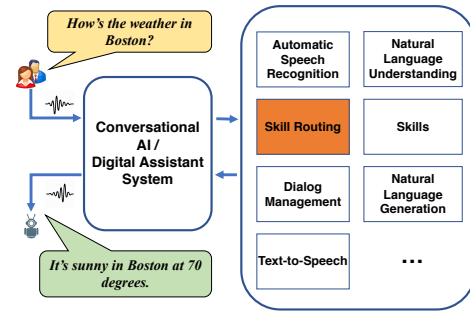 How's the weather in
Boston?
Conversational
AI /
Digital Assistant
System
It's sunny in Boston at 70
degrees.
Automatic
Speech
Recognition
Natural
Language
Understanding
Skill Routing
Skills
Dialog
Management
Natural
Language
Generation
Text-to-Speech
...